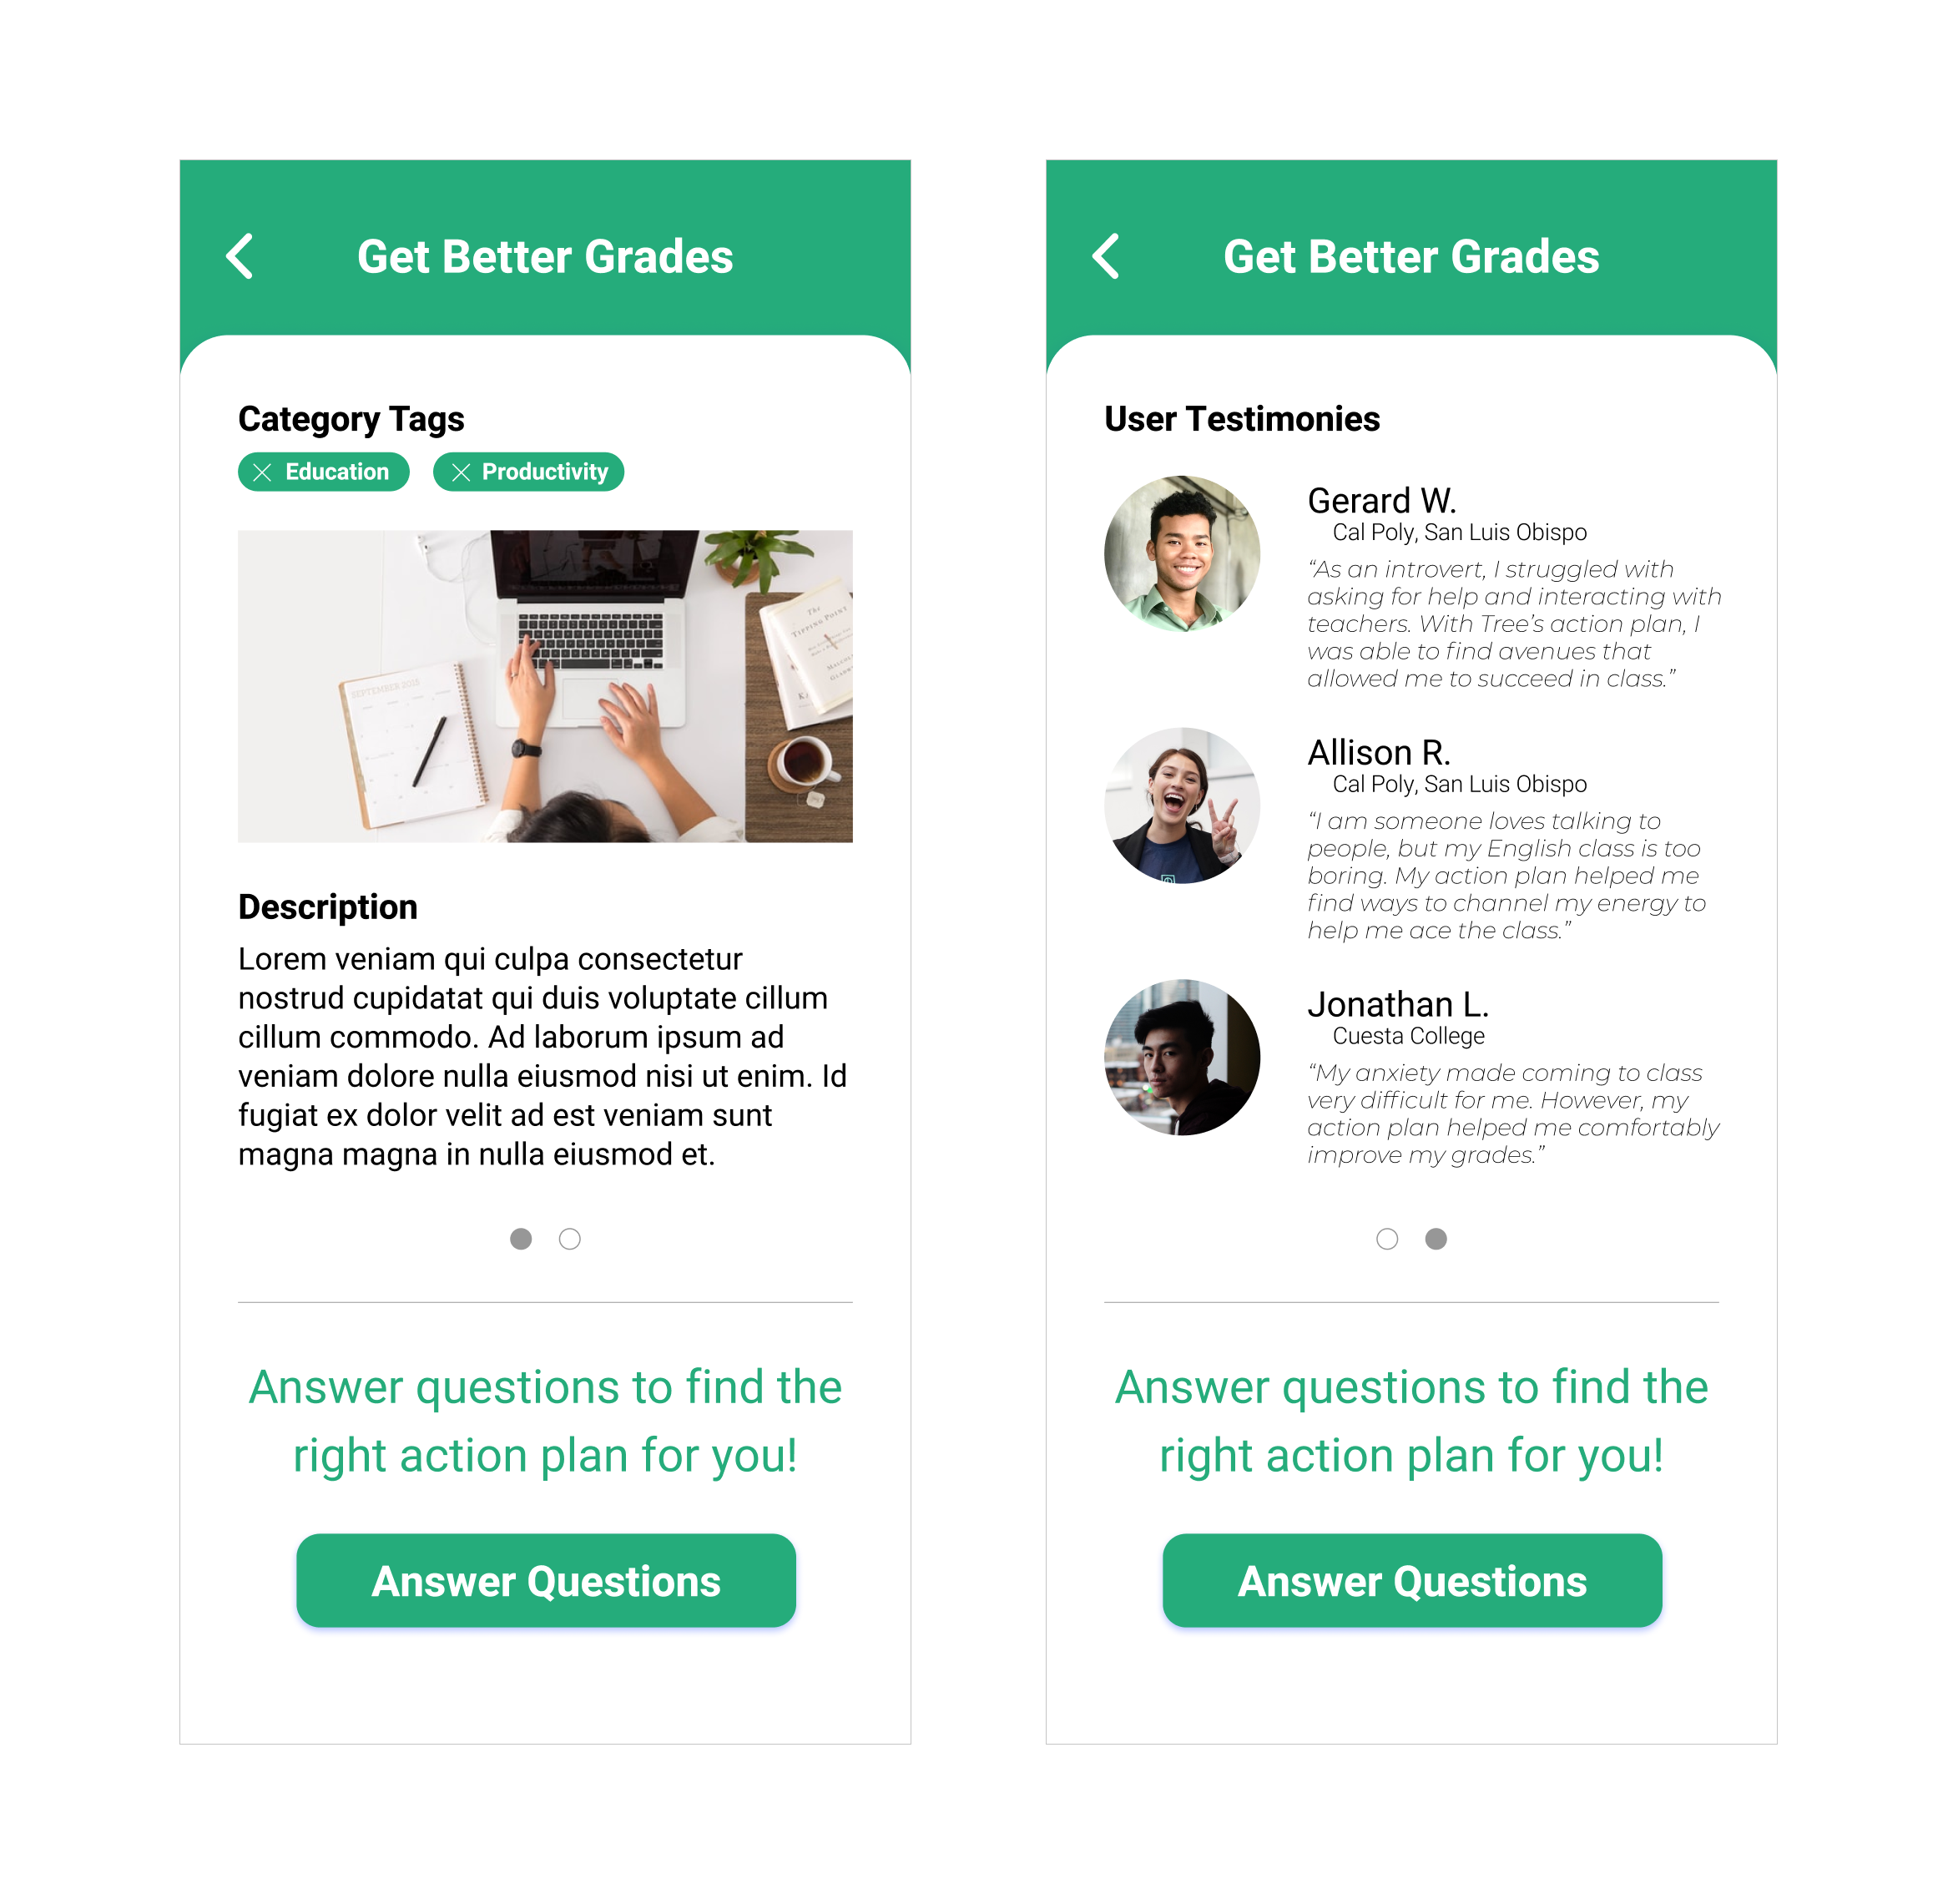 Get Better Grades
Category Tags
Education
Productivity
SEPTEMBER
The
TIPPING POINT
Description
Lorem veniam qui culpa consectetur
nostrud cupidatat qui duis voluptate cillum
cillum commodo. Ad laborum ipsum ad
veniam dolore nulla eiusmod nisi ut enim. Id
fugiat ex dolor velit ad est veniam sunt
magna magna in nulla eiusmod et.
Answer questions to find the
right action plan for you!
Answer Questions
Get Better Grades
User Testimonies
Gerard W.
Cal Poly, San Luis Obispo
“As an introvert, I struggled with
asking for help and interacting with
teachers. With Tree’s action plan, I
was able to find avenues that
allowed me to succeed in class.”
Allison R.
Cal Poly, San Luis Obispo
“I am someone loves talking to
people, but my English class is too
boring. My action plan helped me
find ways to channel my energy to
help me ace the class.”
Jonathan L.
Cuesta College
“My anxiety made coming to class
very difficult for me. However, my
action plan helped me comfortably
improve my grades.”
Answer questions to find the
right action plan for you!
Answer Questions